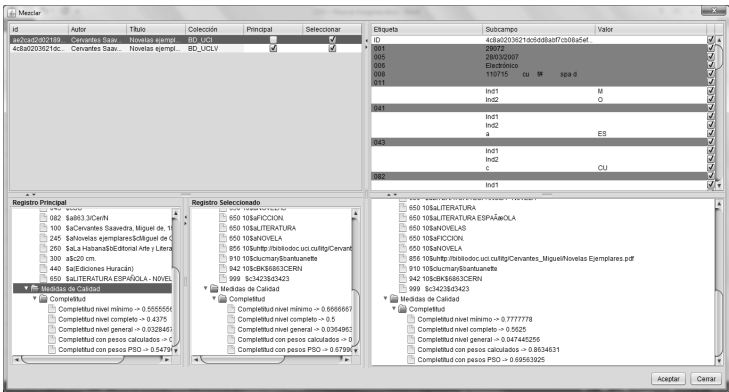 Mezclar
id Autor Título Colección Principal Seleccionar
ae2cad2d02189... Cervantes Saav... Novelas ejempl... BD_UCI
4c8a0203621dc... Cervantes Saav... Novelas ejempl... BD_UCLV
Etiqueta Subcampo Valor
ID 4c8a0203621dc6dd8abf7cb08a5ef...
001 29072
005 28/03/2007
006 Electrónico
008 110715 cu spa d
011
Ind1 M
Ind2 O
041
Ind1
Ind2
a ES
043
Ind1
Ind2
c CU
082
Ind1
Registro Principal
082 $a863.3/Cer/N
100 $aCervantes Saavedra, Miguel de, 1
245 $aNovelas ejemplares$cMiguel de C
260 $aLa Habana$bEditorial Arte y Litera
300 a$c20 cm.
440 $a(Ediciones Huracán)
650 $aLITERATURA ESPAÑOLA - NOVEL
Medidas de Calidad
Completitud
Completitud nivel mínimo -> 0.5555556
Completitud nivel completo -> 0.4375
Completitud nivel general -> 0.0328467
Completitud con pesos calculados -> 0
Completitud con pesos PSO -> 0.5479
Registro Seleccionado
650 10$aNOVELAS
650 10$aFICCION.
650 10$aLITERATURA
650 10$aNOVELA
856 10$uhttp://bibliodoc.uci.cu/litg/Cervant
910 10$clucmary$bantuanette
942 10$cBK$6863CERN
999 $c3423$d3423
Medidas de Calidad
Completitud
Completitud nivel mínimo -> 0.6666667
Completitud nivel completo -> 0.5
Completitud nivel general -> 0.0364963
Completitud con pesos calculados -> 0
Completitud con pesos PSO -> 0.6799
650 10$aLITERATURA
650 10$aLITERATURA ESPAÃ±OLA
650 10$aNOVELAS
650 10$aFICCION.
650 10$aNOVELA
856 10$uhttp://bibliodoc.uci.cu/litg/Cervantes_Miguel/Novelas Ejemplares.pdf
910 10$clucmary$bantuanette
942 10$cBK$6863CERN
999 $c3423$d3423
Medidas de Calidad
Completitud
Completitud nivel mínimo -> 0.7777778
Completitud nivel completo -> 0.5625
Completitud nivel general -> 0.047445256
Completitud con pesos calculados -> 0.8634631
Completitud con pesos PSO -> 0.69563925
Aceptar Cerrar